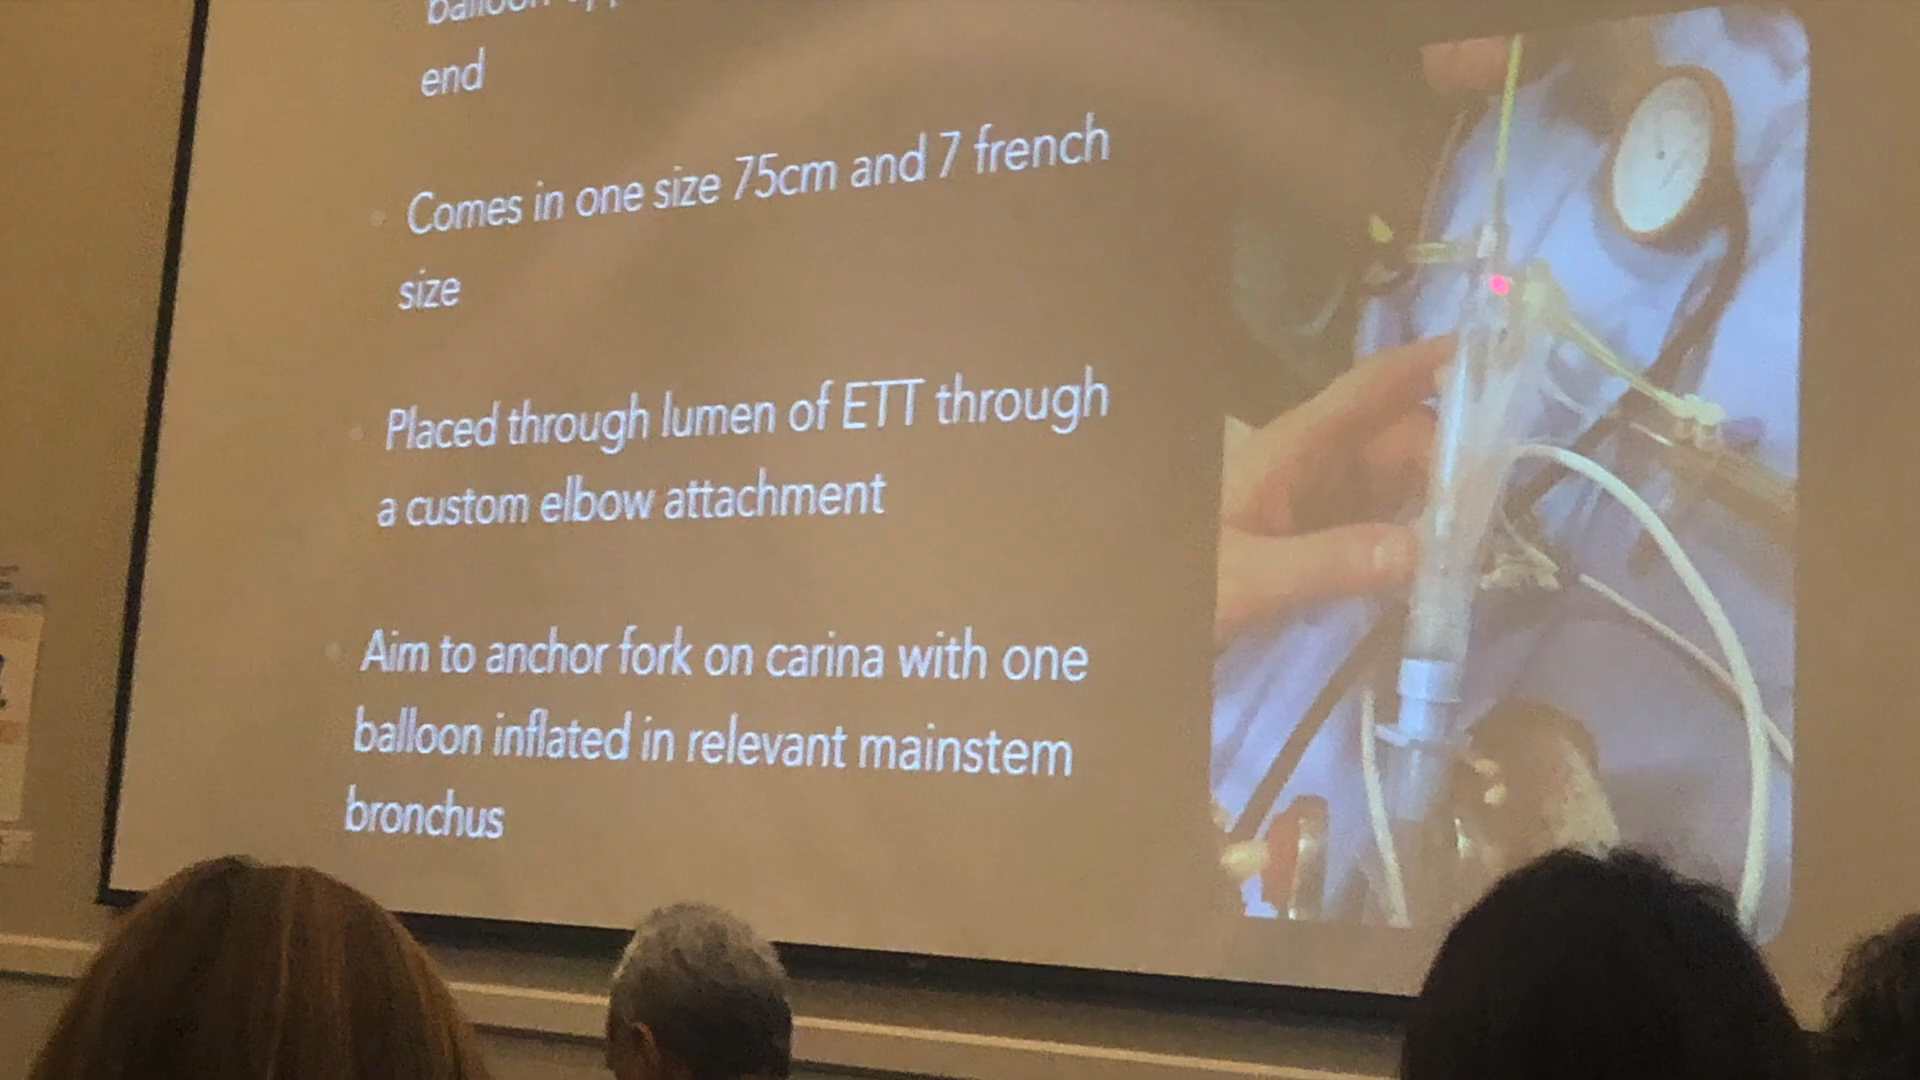 balloon
end
Comes in one size 75cm and 7 french
size
Placed through lumen of ETT through
a custom elbow attachment
Aim to anchor fork on carina with one
balloon inflated in relevant mainstem
bronchus